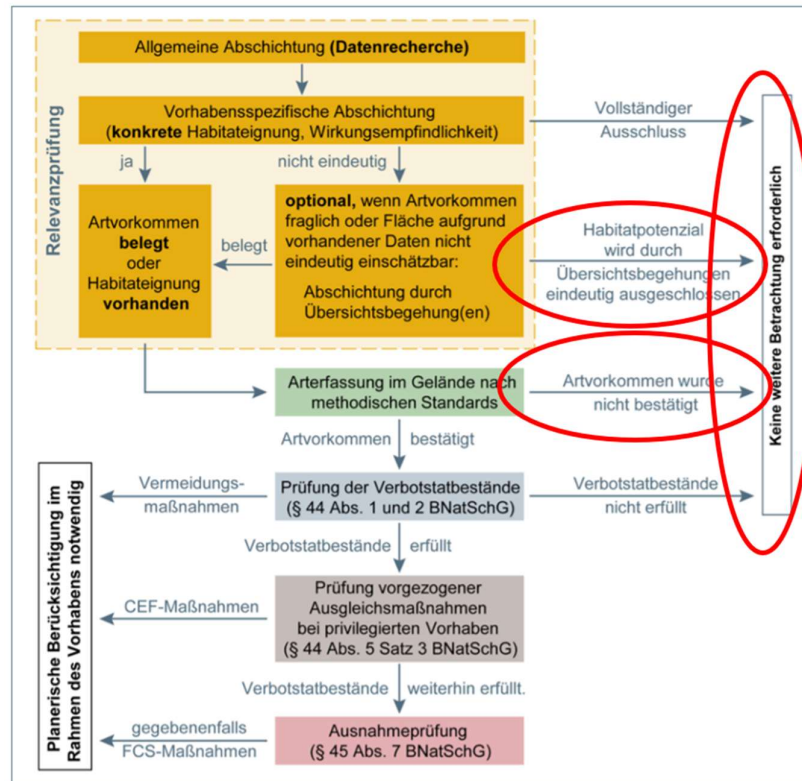 Allgemeine Abschichtung (Datenrecherche)
Vorhabensspezifische Abschichtung
(konkrete Habitateignung, Wirkungsempfindlichkeit)
Vollständiger
Ausschluss
ja
nicht eindeutig
Relevanzprüfung
Artvorkommen
belegt
oder
Habitateignung
vorhanden
belegt
optional, wenn Artvorkommen
fraglich oder Fläche aufgrund
vorhandener Daten nicht
eindeutig einschätzbar:
Abschichtung durch
Übersichtsbegehung(en)
Habitatpotenzial
wird durch
Übersichtsbegehungen
eindeutig ausgeschlossen
Keine weitere Betrachtung erforderlich
Arterfassung im Gelände nach
methodischen Standards
Artvorkommen wurde
nicht bestätigt
Artvorkommen bestätigt
Planerische Berücksichtigung im
Rahmen des Vorhabens notwendig
Vermeidungs-
maßnahmen
Prüfung der Verbotstatbestände
(§ 44 Abs. 1 und 2 BNatSchG)
Verbotstatbestände
nicht erfüllt
Verbotstatbestände erfüllt
CEF-Maßnahmen
Prüfung vorgezogener
Ausgleichsmaßnahmen
bei privilegierten Vorhaben
(§ 44 Abs. 5 Satz 3 BNatSchG)
Verbotstatbestände weiterhin erfüllt.
gegebenenfalls
FCS-Maßnahmen
Ausnahmeprüfung
(§ 45 Abs. 7 BNatSchG)